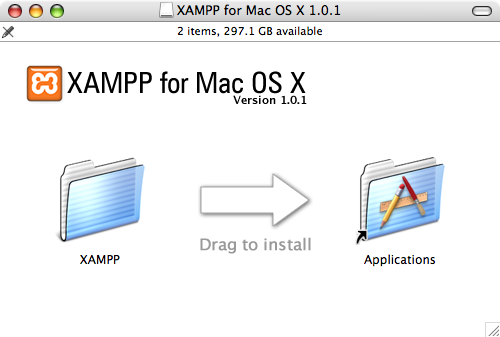 XAMPP for Mac OS X 1.0.1
2 items, 297.1 GB available
XAMPP for Mac OS X
Version 1.0.1
Drag to install
XAMPP
Applications